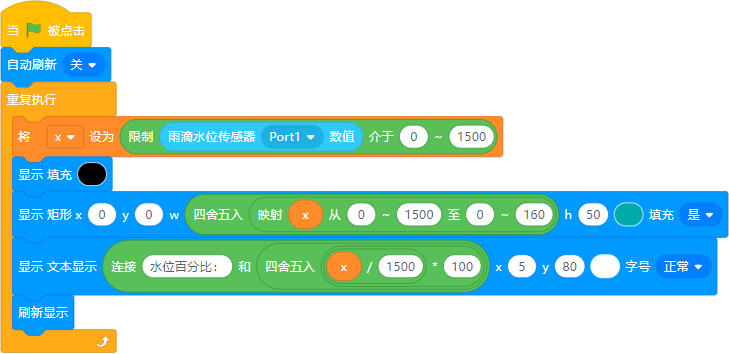 当 被点击
自动刷新 关
重复执行
将 x 设为 限制 雨滴水位传感器 Port1 数值 介于 0 ~ 1500
显示 填充
显示 矩形 x 0 y 0 w 四舍五入 映射 x 从 0 ~ 1500 至 0 ~ 160 h 50 填充 是
显示 文本显示 连接 水位百分比： 和 四舍五入 x / 1500 * 100 x 5 y 80 字号 正常
刷新显示